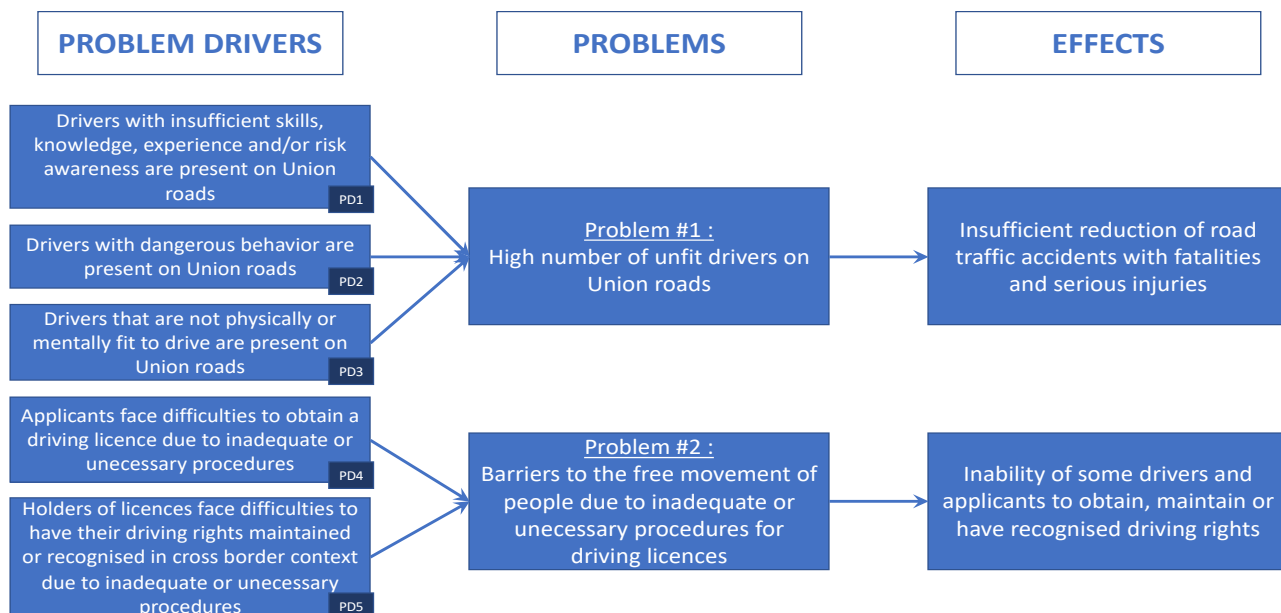 PROBLEM DRIVERS
PROBLEMS
EFFECTS
Drivers with insufficient skills,
knowledge, experience and/or risk
awareness are present on Union
roads
PD1
Drivers with dangerous behavior are
present on Union roads
PD2
Drivers that are not physically or
mentally fit to drive are present on
Union roads
PD3
Applicants face difficulties to obtain a
driving licence due to inadequate or
unecessary procedures
PD4
Holders of licences face difficulties to
have their driving rights maintained
or recognised in cross border context
due to inadequate or unecessary
procedures
PD5
Problem #1 :
High number of unfit drivers on
Union roads
Problem #2 :
Barriers to the free movement of
people due to inadequate or
unecessary procedures for
driving licences
Insufficient reduction of road
traffic accidents with fatalities
and serious injuries
Inability of some drivers and
applicants to obtain, maintain or
have recognised driving rights